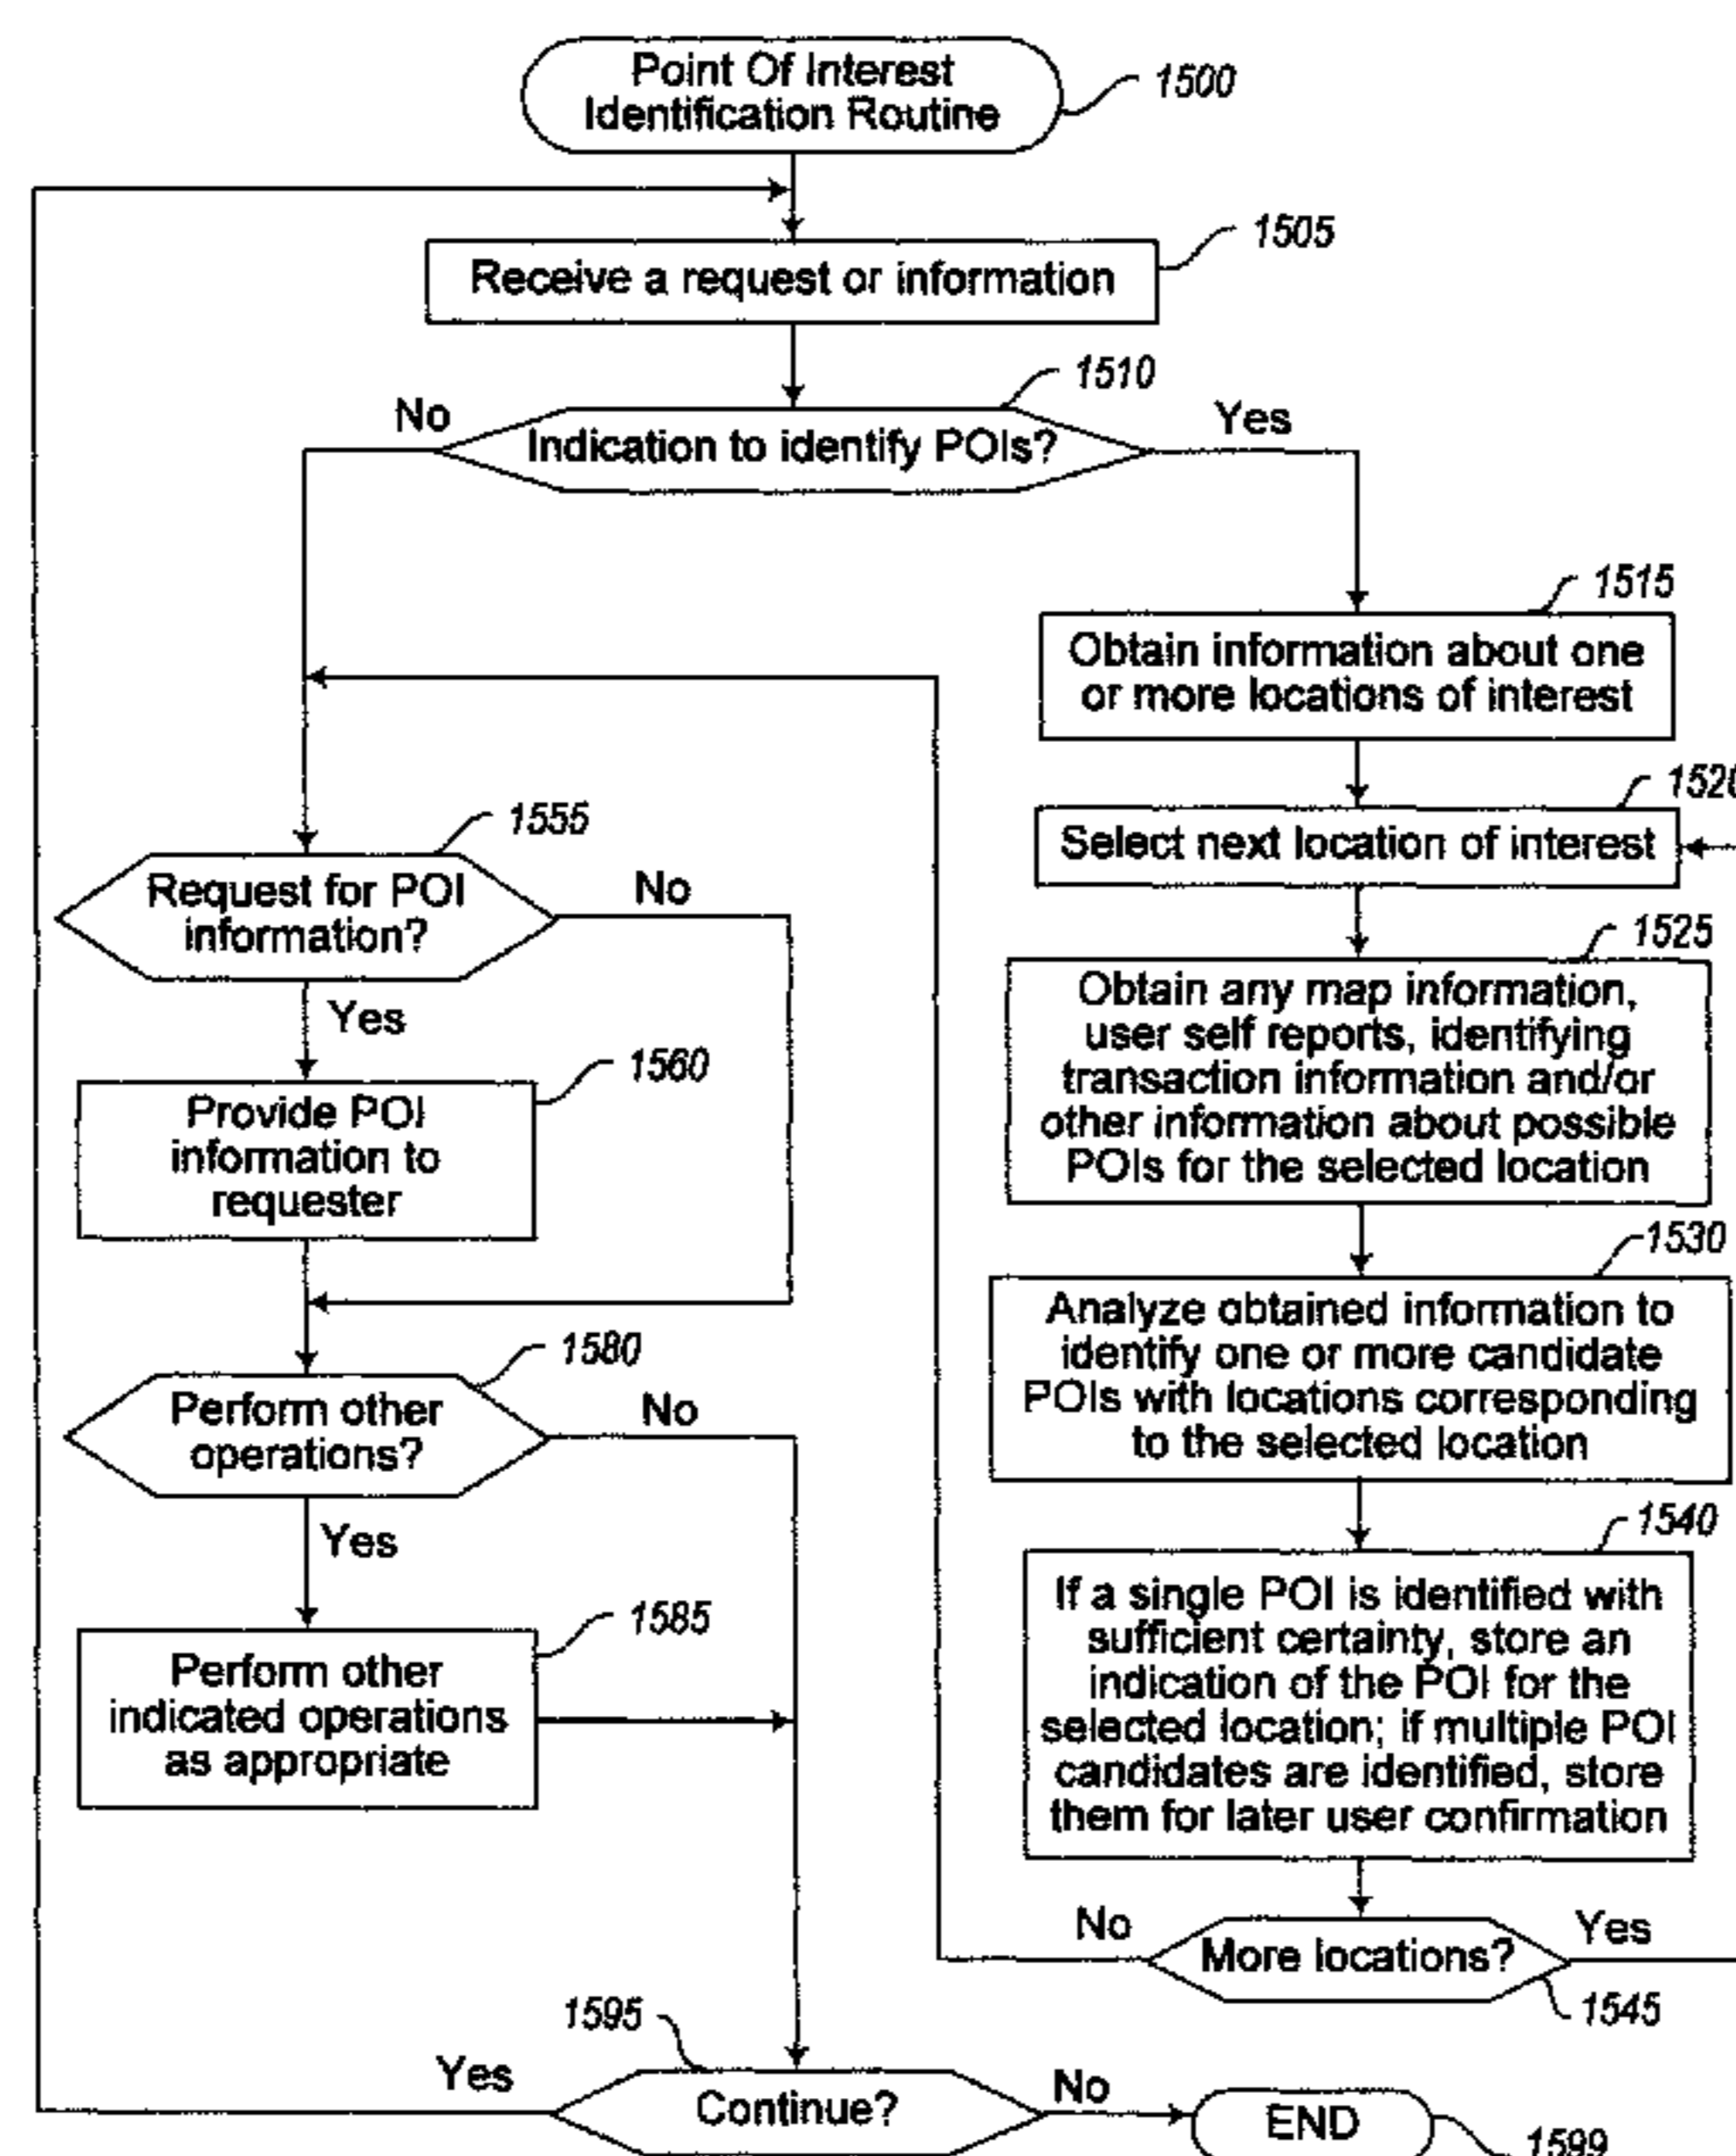 Point Of Interest
Identification Routine
1500
1505
Receive a request or information
1510
No
Yes
Indication to identify POIs?
1515
Obtain information about one
or more locations of interest
1520
Select next location of interest
1525
Obtain any map information,
user self reports, identifying
transaction information and/or
other information about possible
POIs for the selected location
1530
Analyze obtained information to
identify one or more candidate
POIs with locations corresponding
to the selected location
1540
If a single POI is identified with
sufficient certainty, store an
indication of the POI for the
selected location; if multiple POI
candidates are identified, store
them for later user confirmation
No
Yes
More locations?
1545
1555
Request for POI
information?
No
Yes
1560
Provide POI
information to
requester
1580
Perform other
operations?
No
Yes
1585
Perform other
indicated operations
as appropriate
1595
Yes
Continue?
No
END
1599